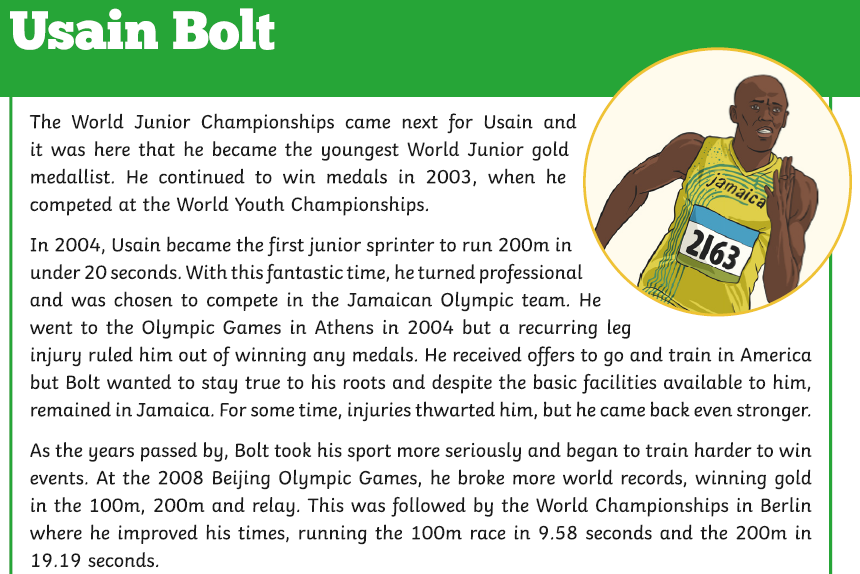 Usain Bolt
The World Junior Championships came next for Usain and
it was here that he became the youngest World Junior gold
medallist. He continued to win medals in 2003, when he
competed at the World Youth Championships.
In 2004, Usain became the first junior sprinter to run 200m in
under 20 seconds. With this fantastic time, he turned professional
and was chosen to compete in the Jamaican Olympic team. He
went to the Olympic Games in Athens in 2004 but a recurring leg
injury ruled him out of winning any medals. He received offers to go and train in America
but Bolt wanted to stay true to his roots and despite the basic facilities available to him,
remained in Jamaica. For some time, injuries thwarted him, but he came back even stronger.
As the years passed by, Bolt took his sport more seriously and began to train harder to win
events. At the 2008 Beijing Olympic Games, he broke more world records, winning gold
in the 100m, 200m and relay. This was followed by the World Championships in Berlin
where he improved his times, running the 100m race in 9.58 seconds and the 200m in
19.19 seconds.
jamaica
2163